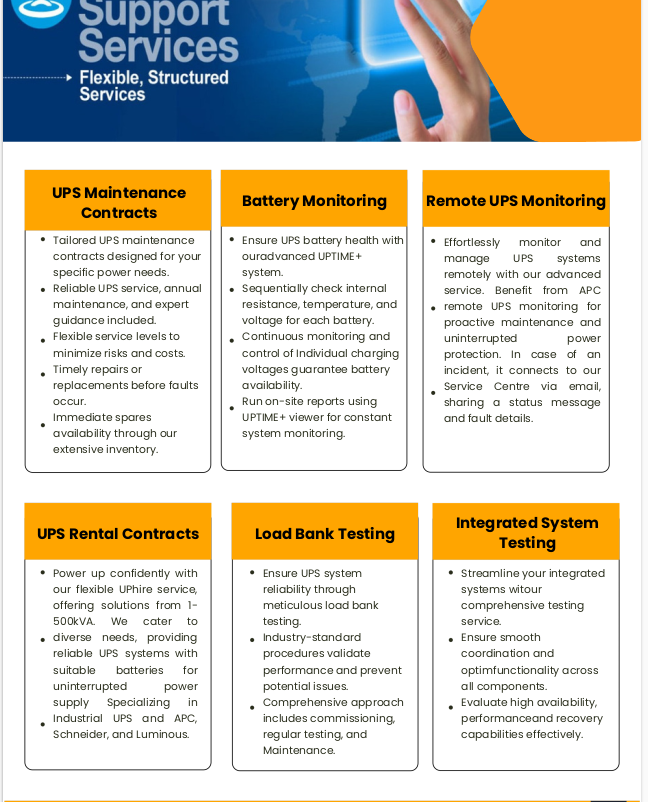 Support
Services
Flexible, Structured
Services
UPS Maintenance
Contracts
Tailored UPS maintenance
contracts designed for your
specific power needs.
Reliable UPS service, annual
maintenance, and expert
guidance included.
Flexible service levels to
minimize risks and costs.
Timely repairs or
replacements before faults
occur.
Immediate spares
availability through our
extensive inventory.
Battery Monitoring
Ensure UPS battery health with
ouradvanced UPTIME+
system.
Sequentially check internal
resistance, temperature, and
voltage for each battery.
Continuous monitoring and
control of Individual charging
voltages guarantee battery
availability.
Run on-site reports using
UPTIME+ viewer for constant
system monitoring.
Remote UPS Monitoring
Effortlessly monitor and
manage UPS systems
remotely with our advanced
service. Benefit from APC
remote UPS monitoring for
proactive maintenance and
uninterrupted power
protection. In case of an
incident, it connects to our
Service Centre via email,
sharing a status message
and fault details.
UPS Rental Contracts
Power up confidently with
our flexible UPhire service,
offering solutions from 1-
500kVA. We cater to
diverse needs, providing
reliable UPS systems with
suitable batteries for
uninterrupted power
supply Specializing in
Industrial UPS and APC,
Schneider, and Luminous.
Load Bank Testing
Ensure UPS system
reliability through
meticulous load bank
testing.
Industry-standard
procedures validate
performance and prevent
potential issues.
Comprehensive approach
includes commissioning,
regular testing, and
Maintenance.
Integrated System
Testing
Streamline your integrated
systems witour
comprehensive testing
service.
Ensure smooth
coordination and
optimfunctionality across
all components.
Evaluate high availability,
performanceand recovery
capabilities effectively.